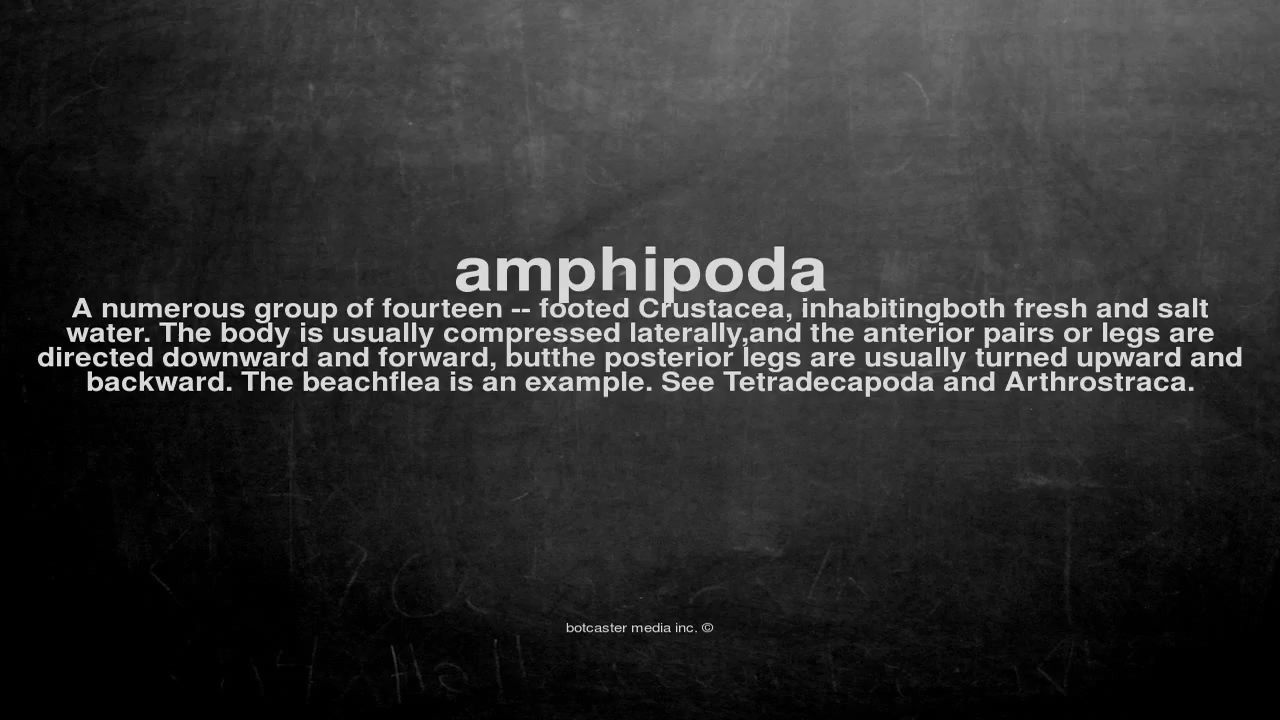 amphipoda
A numerous group of fourteen -- footed Crustacea, inhabitingboth fresh and salt
water. The body is usually compressed laterally,and the anterior pairs or legs are
directed downward and forward, butthe posterior legs are usually turned upward and
backward. The beachflea is an example. See Tetradecapoda and Arthrostraca.
botcaster media inc. ©